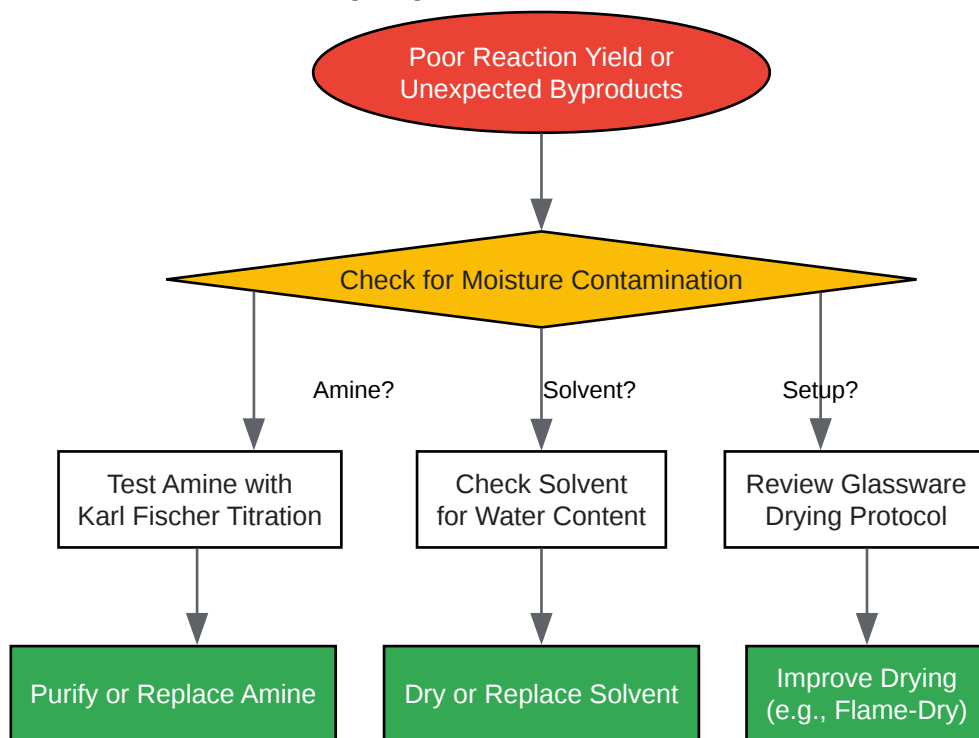 Poor Reaction Yield or
Unexpected Byproducts
Check for Moisture Contamination
Amine?
Solvent?
Setup?
Test Amine with
Karl Fischer Titration
Check Solvent
for Water Content
Review Glassware
Drying Protocol
Purify or Replace Amine
Dry or Replace Solvent
Improve Drying
(e.g., Flame-Dry)